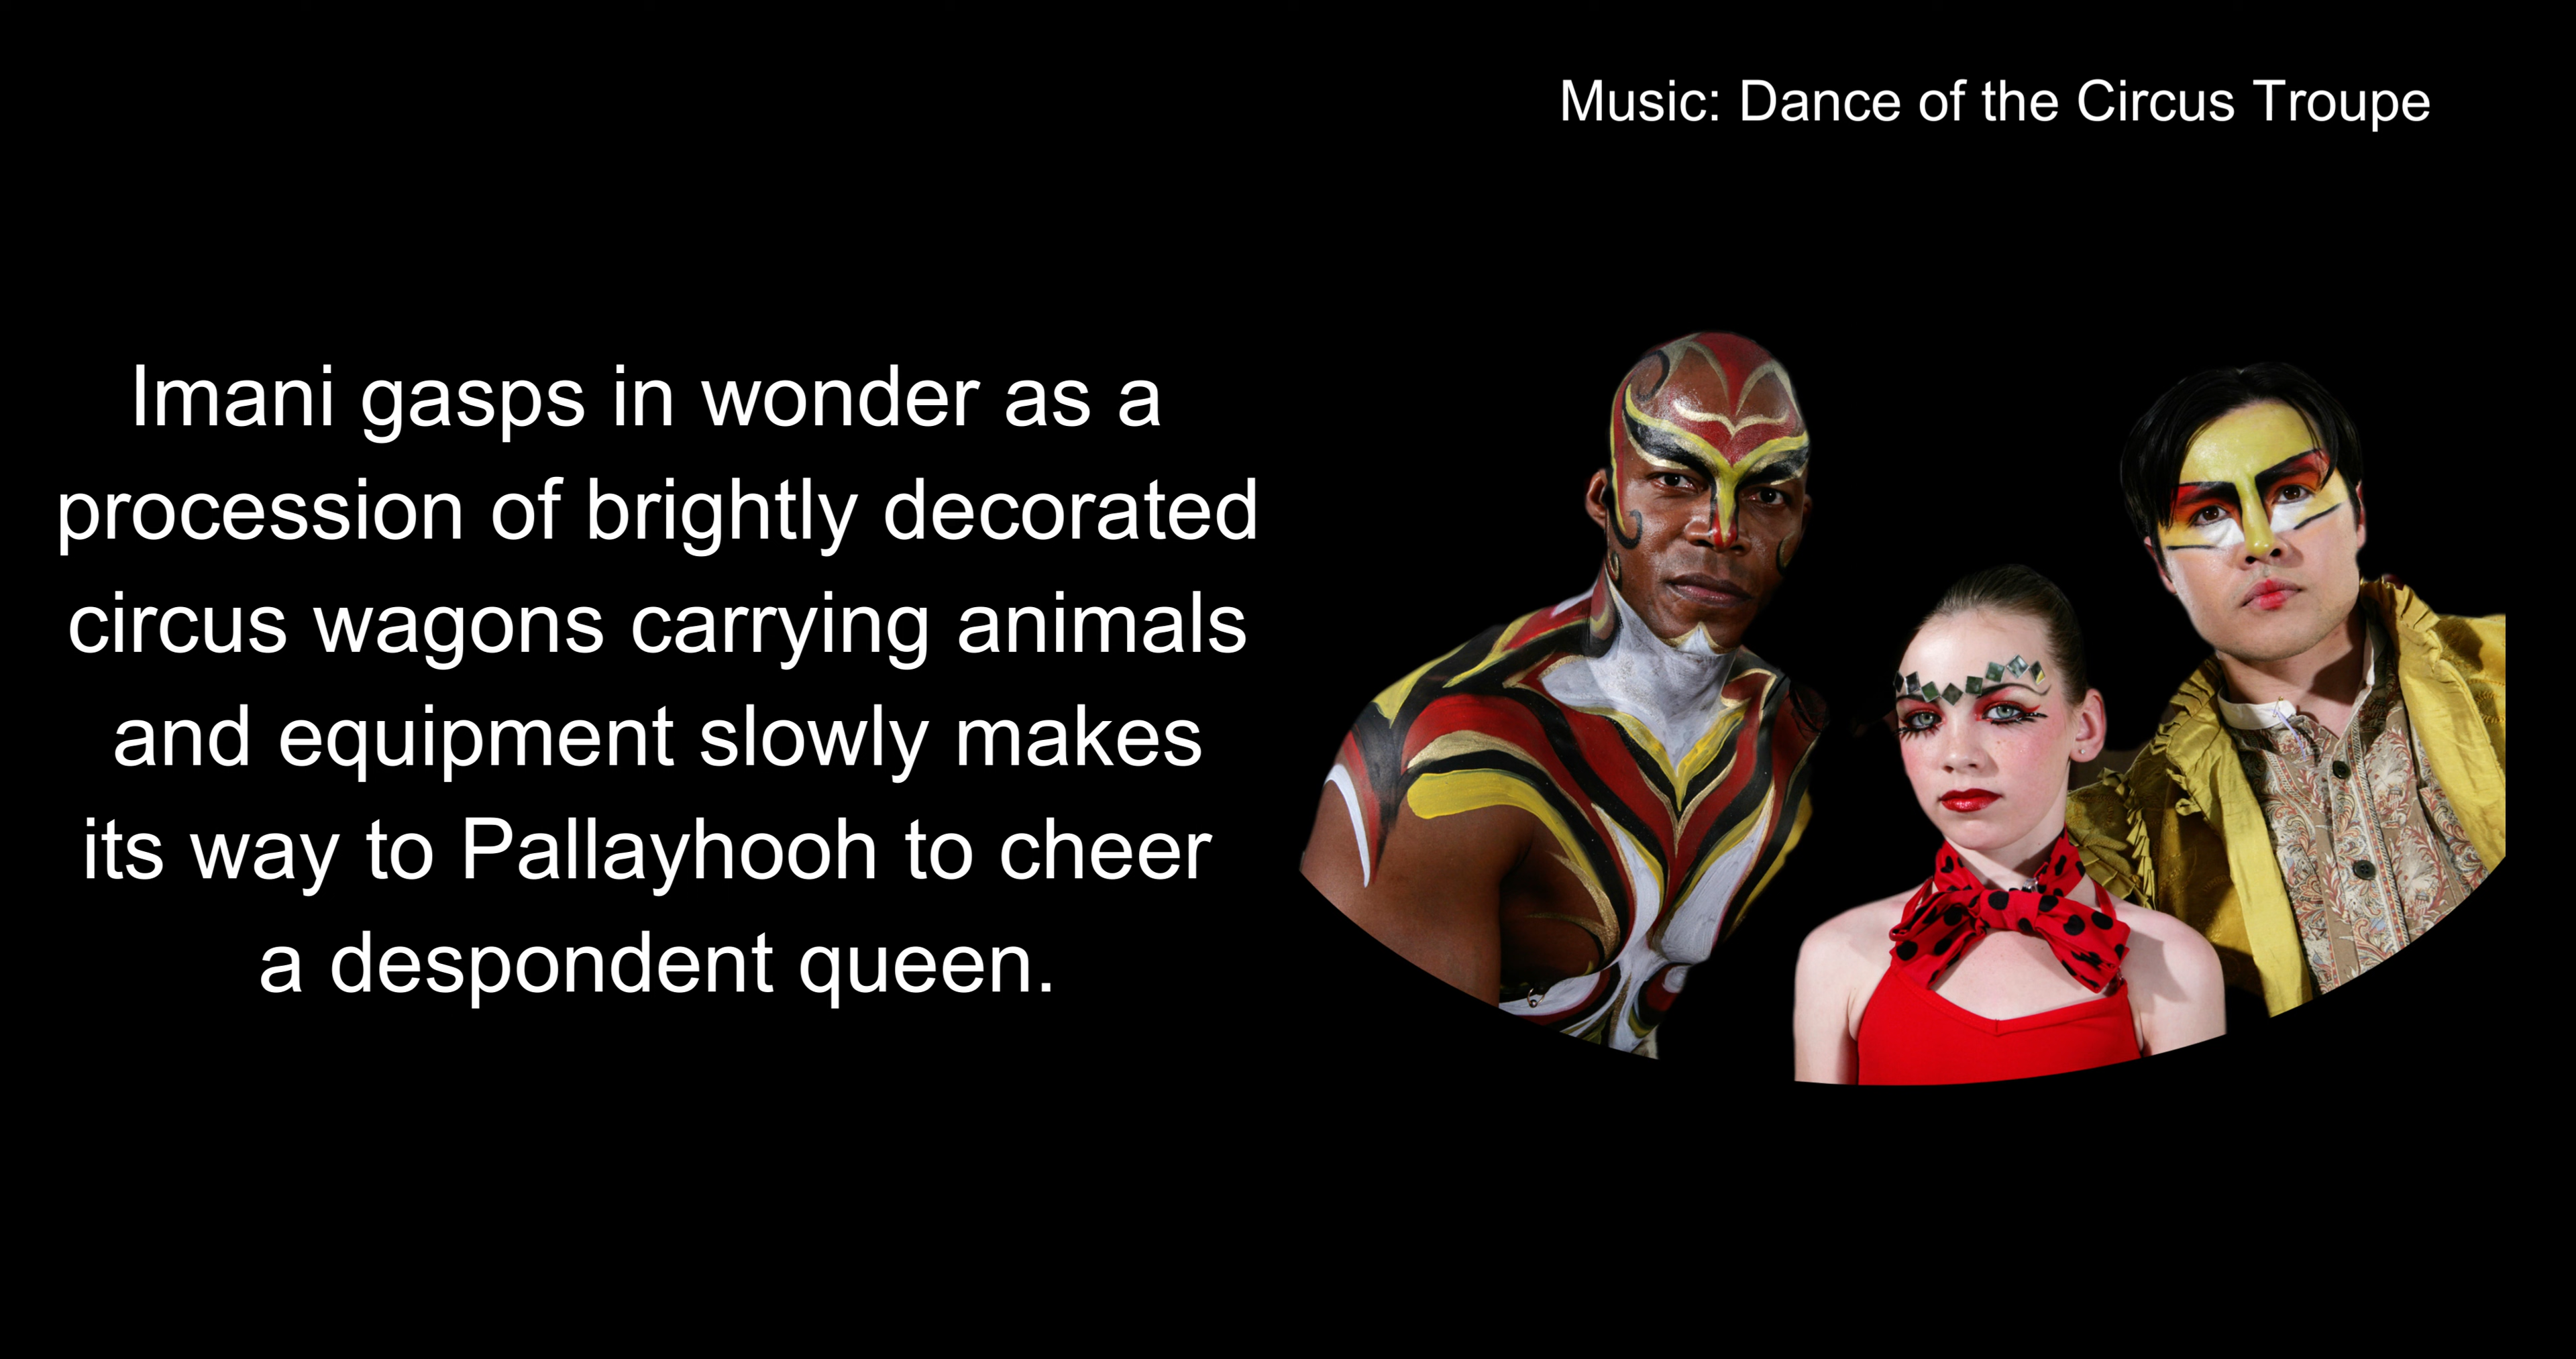 Music: Dance of the Circus Troupe
Imani gasps in wonder as a
procession of brightly decorated
circus wagons carrying animals
and equipment slowly makes
its way to Pallayhooh to cheer
a despondent queen.